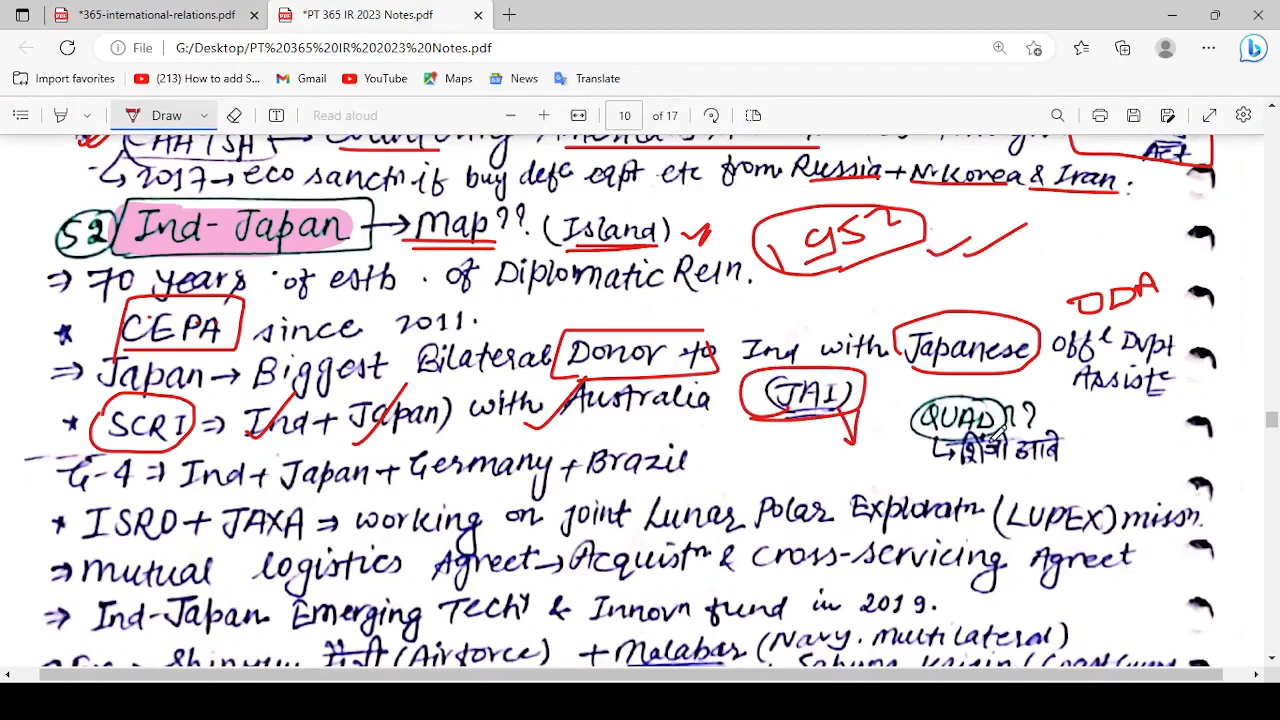 *365-international-relations.pdf
*PT 365 IR 2023 Notes.pdf
File G:/Desktop/PT%20365%20IR%202023%20Notes.pdf
Import favorites (213) How to add S... Gmail YouTube Maps News Translate
Draw Read aloud 10 of 17
CAATSA
Act
↳ 2017→eco sanctn if buy defc eqpt etc from Russia+N.Korea & Iran.
52 Ind-Japan → Map??. (Island)
⇒ 70 years of estb. of Diplomatic Reln.
ODA
* CEPA since 2011.
⇒ Japan→ Biggest Bilateral Donor to Ind with Japanese Offl Dvpt Assistc
* SCRI ⇒ Ind+Japan) with Australia (JAI)
QUAD??
G-4 ⇒ Ind+Japan+Germany+Brazil
* ISRO+JAXA ⇒ working on joint Lunar Polar Exploratn (LUPEX) missn.
⇒ Mutual logistics Agreet→Acquistn & cross-servicing Agreet
⇒ Ind-Japan Emerging Techy & Innovn fund in 2019.
(Airforce) +Malabar (Navy. multilateral)